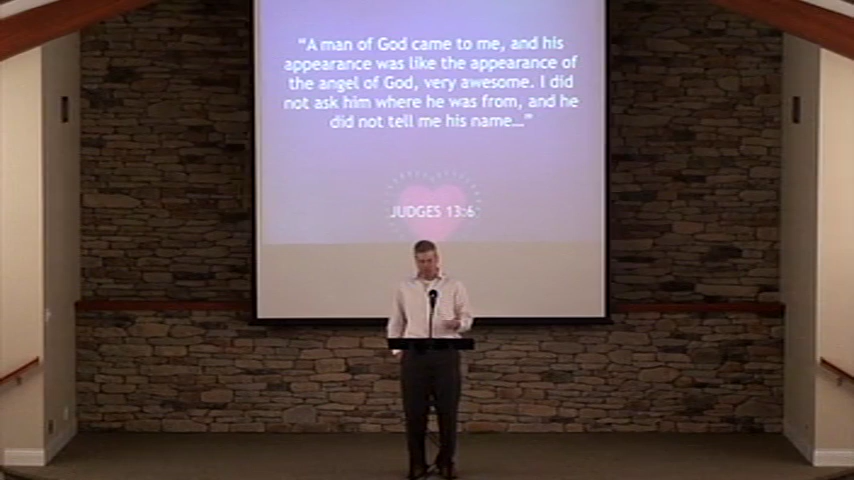 “A man of God came to me, and his
appearance was like the appearance of
the angel of God, very awesome. I did
not ask him where he was from, and he
did not tell me his name…”
JUDGES 13:6